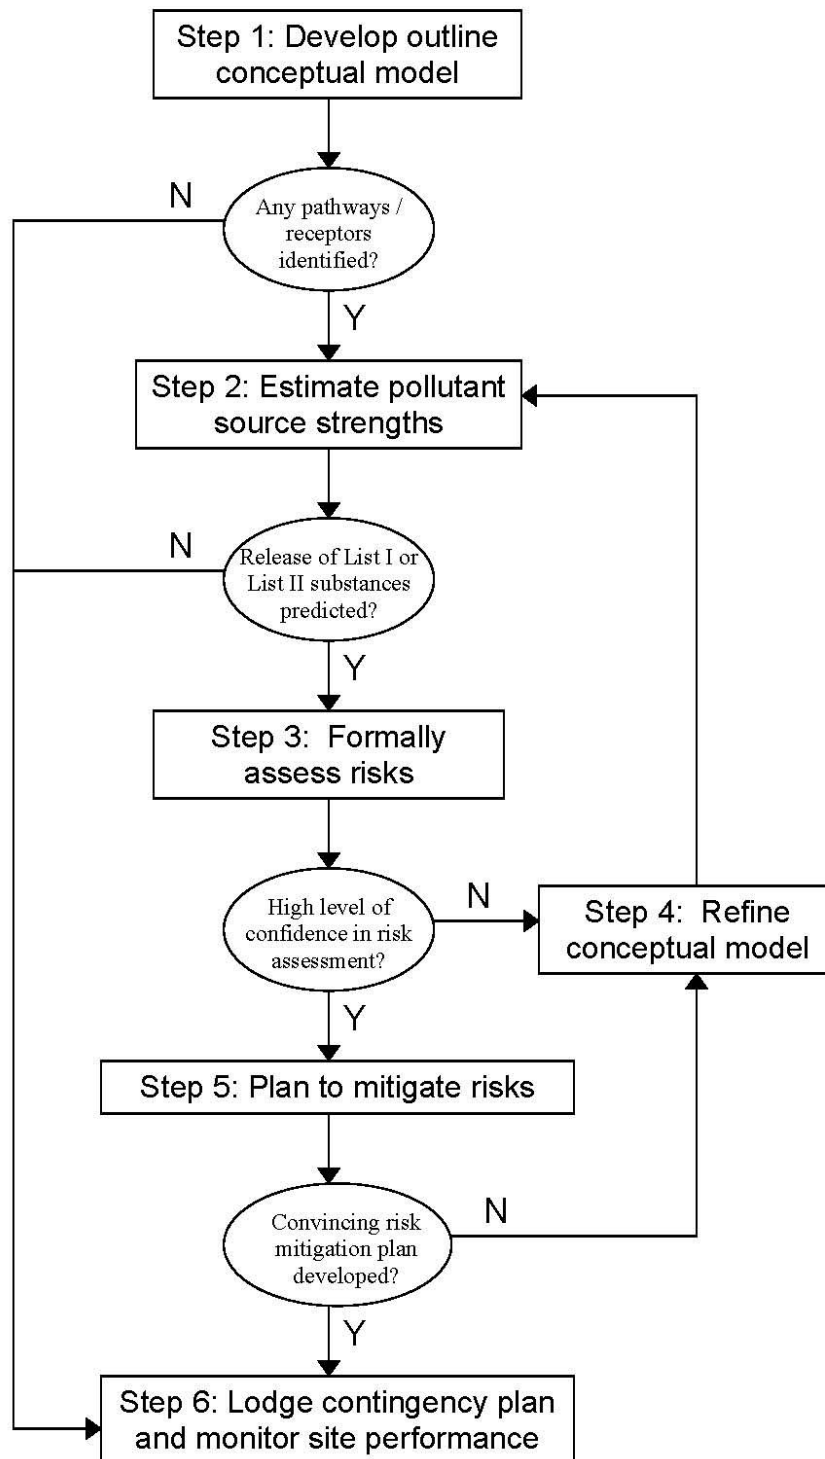 Step 1: Develop outline
conceptual model
N
Any pathways /
receptors
identified?
Y
Step 2: Estimate pollutant
source strengths
N
Release of List I or
List II substances
predicted?
Y
Step 3: Formally
assess risks
High level of
confidence in risk
assessment?
N
Step 4: Refine
conceptual model
Y
Step 5: Plan to mitigate risks
Convincing risk
mitigation plan
developed?
N
Y
Step 6: Lodge contingency plan
and monitor site performance